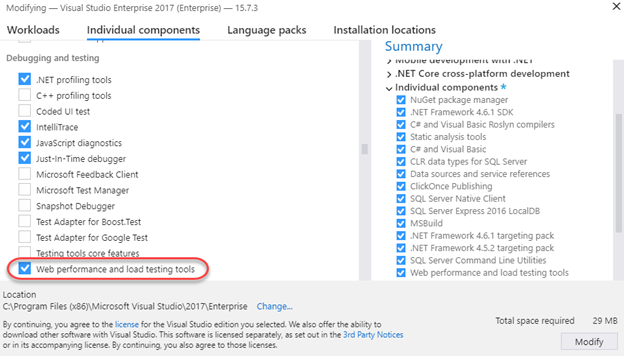 Modifying — Visual Studio Enterprise 2017 (Enterprise) — 15.7.3
Workloads
Individual components
Language packs
Installation locations
Debugging and testing
.NET profiling tools
C++ profiling tools
Coded UI test
IntelliTrace
JavaScript diagnostics
Just-In-Time debugger
Microsoft Feedback Client
Microsoft Test Manager
Snapshot Debugger
Test Adapter for Boost.Test
Test Adapter for Google Test
Testing tools core features
Web performance and load testing tools
Summary
Mobile development with .NET
.NET Core cross-platform development
Individual components *
NuGet package manager
.NET Framework 4.6.1 SDK
C# and Visual Basic Roslyn compilers
Static analysis tools
C# and Visual Basic
CLR data types for SQL Server
Data sources and service references
ClickOnce Publishing
SQL Server Native Client
SQL Server Express 2016 LocalDB
MSBuild
.NET Framework 4.6.1 targeting pack
.NET Framework 4.5.2 targeting pack
SQL Server Command Line Utilities
Web performance and load testing tools
Location
C:\Program Files (x86)\Microsoft Visual Studio\2017\Enterprise Change...
By continuing, you agree to the license for the Visual Studio edition you selected. We also offer the ability to
download other software with Visual Studio. This software is licensed separately, as set out in the 3rd Party Notices
or in its accompanying license. By continuing, you also agree to those licenses.
Total space required 29 MB
Modify